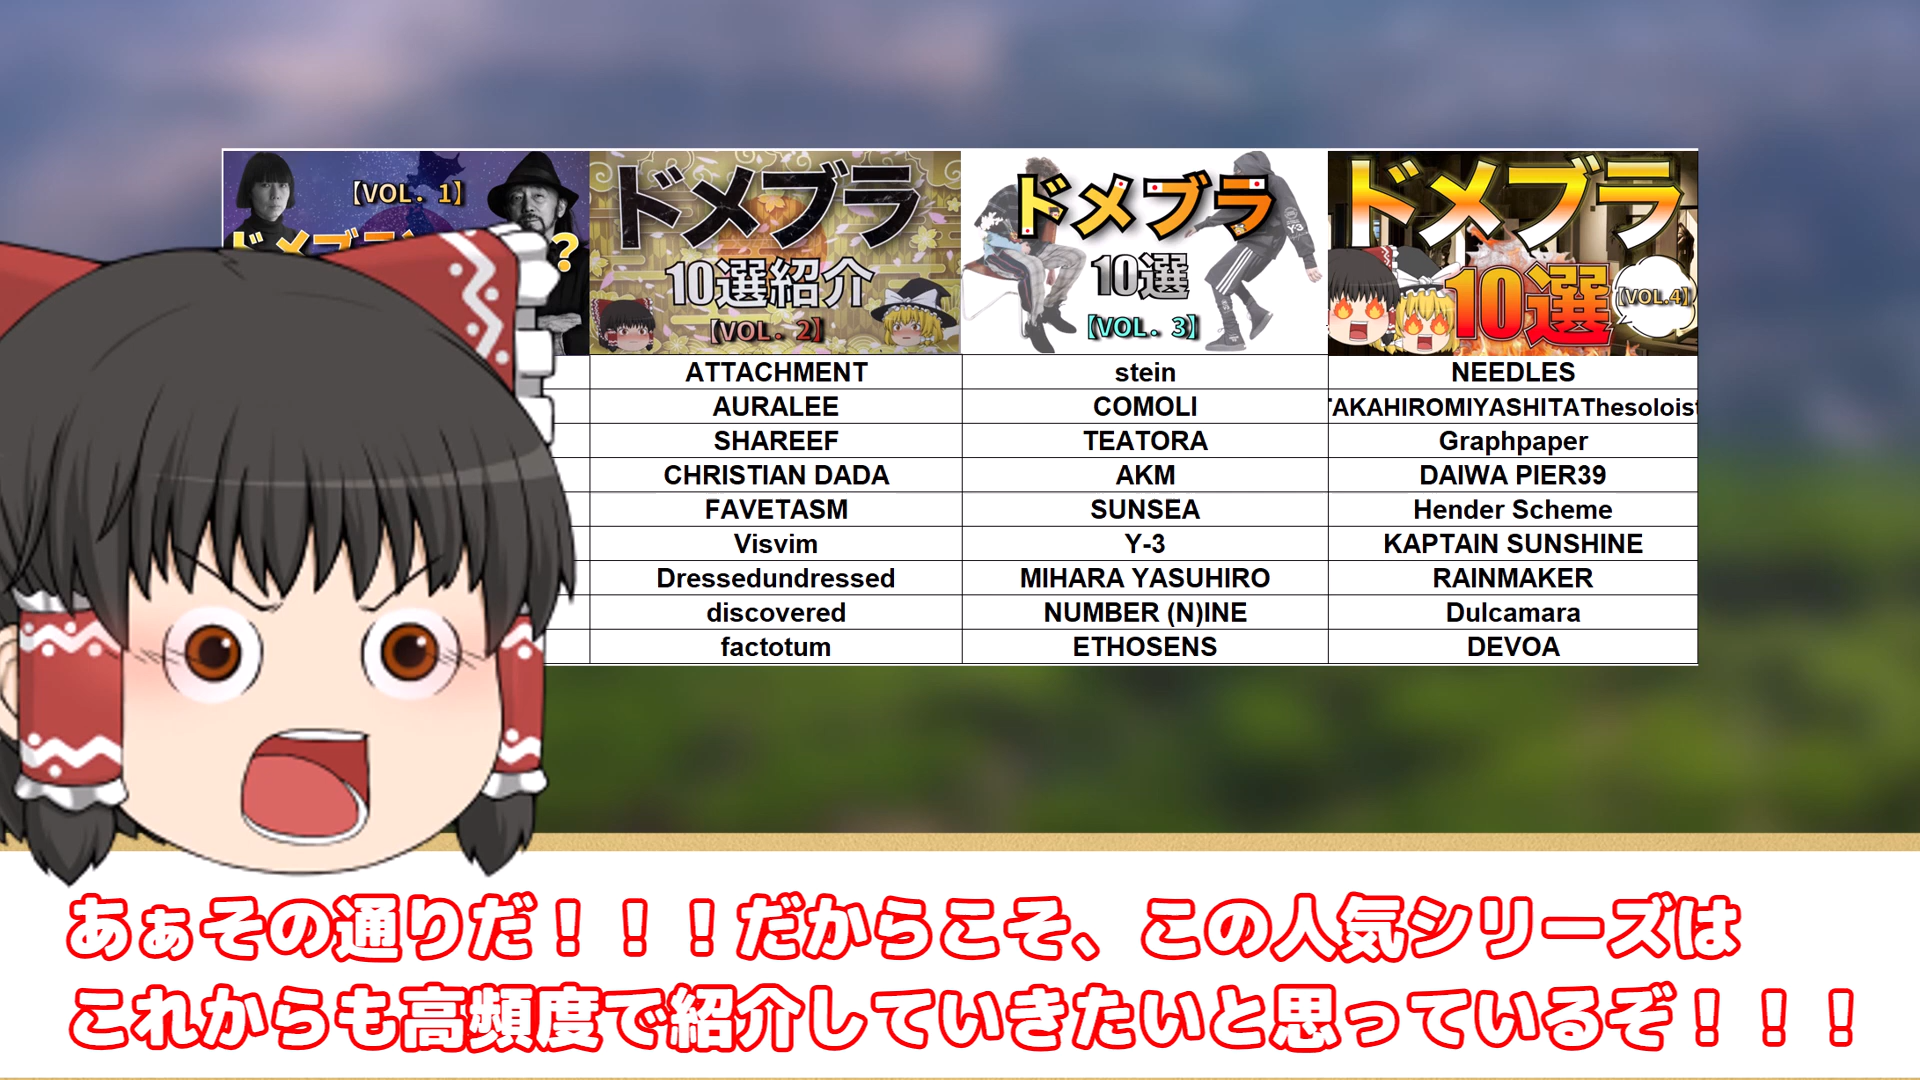 【VOL．1】
?
ドメブラ
10選紹介
【VOL．2】
ドメブラ
10選
【VOL．3】
Y-3
ドメブラ
10選
【VOL.4】
ATTACHMENT stein NEEDLES
AURALEE COMOLI TAKAHIROMIYASHITAThesoloist
SHAREEF TEATORA Graphpaper
CHRISTIAN DADA AKM DAIWA PIER39
FAVETASM SUNSEA Hender Scheme
Visvim Y-3 KAPTAIN SUNSHINE
Dressedundressed MIHARA YASUHIRO RAINMAKER
discovered NUMBER (N)INE Dulcamara
factotum ETHOSENS DEVOA
あぁその通りだ！！！だからこそ、この人気シリーズは
これからも高頻度で紹介していきたいと思っているぞ！！！